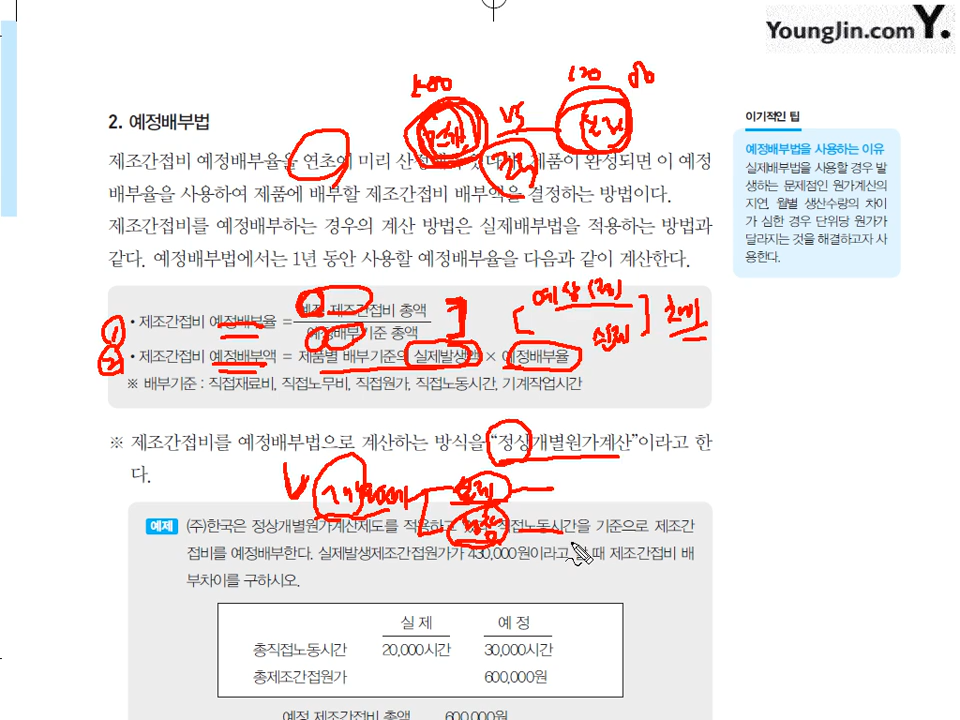 YoungJin.com Y.
500
120
80
VS
실제
2. 예정배부법
제조간접비 예정배부율을 연초에 미리 산정해 제품이 완성되면 이 예정
배부율을 사용하여 제품에 배부할 제조간접비 배부액을 결정하는 방법이다.
제조간접비를 예정배부하는 경우의 계산 방법은 실제배부법을 적용하는 방법과
같다. 예정배부법에서는 1년 동안 사용할 예정배부율을 다음과 같이 계산한다.
이기적인 팁
예정배부법을 사용하는 이유
실제배부법을 사용할 경우 발
생하는 문제점인 원가계산의
지연, 월별 생산수량의 차이
가 심한 경우 단위당 원가가
달라지는 것을 해결하고자 사
용한다.
① • 제조간접비 예정배부율 = 예정 제조간접비 총액
예정배부기준 총액
예상
실제
② • 제조간접비 예정배부액 = 제품별 배부기준의 실제발생액 × 예정배부율
※ 배부기준 : 직접재료비, 직접노무비, 직접원가, 직접노동시간, 기계작업시간
※ 제조간접비를 예정배부법으로 계산하는 방식을 “정상개별원가계산”이라고 한
다.
실제
정상
예제 (주)한국은 정상개별원가계산제도를 적용하고 직접노동시간을 기준으로 제조간
접비를 예정배부한다. 실제발생제조간접원가가 430,000원이라고 때 제조간접비 배
부차이를 구하시오.
실 제 예 정
총직접노동시간 20,000시간 30,000시간
총제조간접원가 600,000원
예정 제조간접비 총액 600,000원